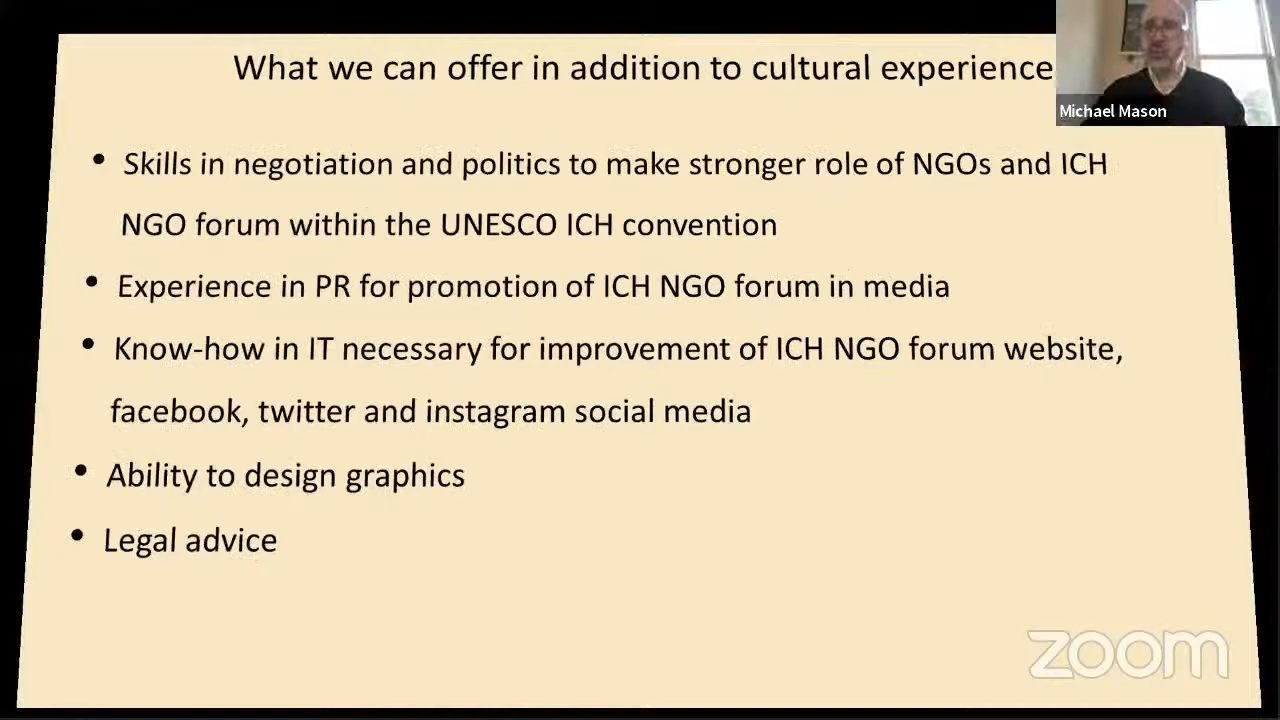 What we can offer in addition to cultural experience
Michael Mason
• Skills in negotiation and politics to make stronger role of NGOs and ICH
NGO forum within the UNESCO ICH convention
• Experience in PR for promotion of ICH NGO forum in media
• Know-how in IT necessary for improvement of ICH NGO forum website,
facebook, twitter and instagram social media
• Ability to design graphics
• Legal advice
zoom